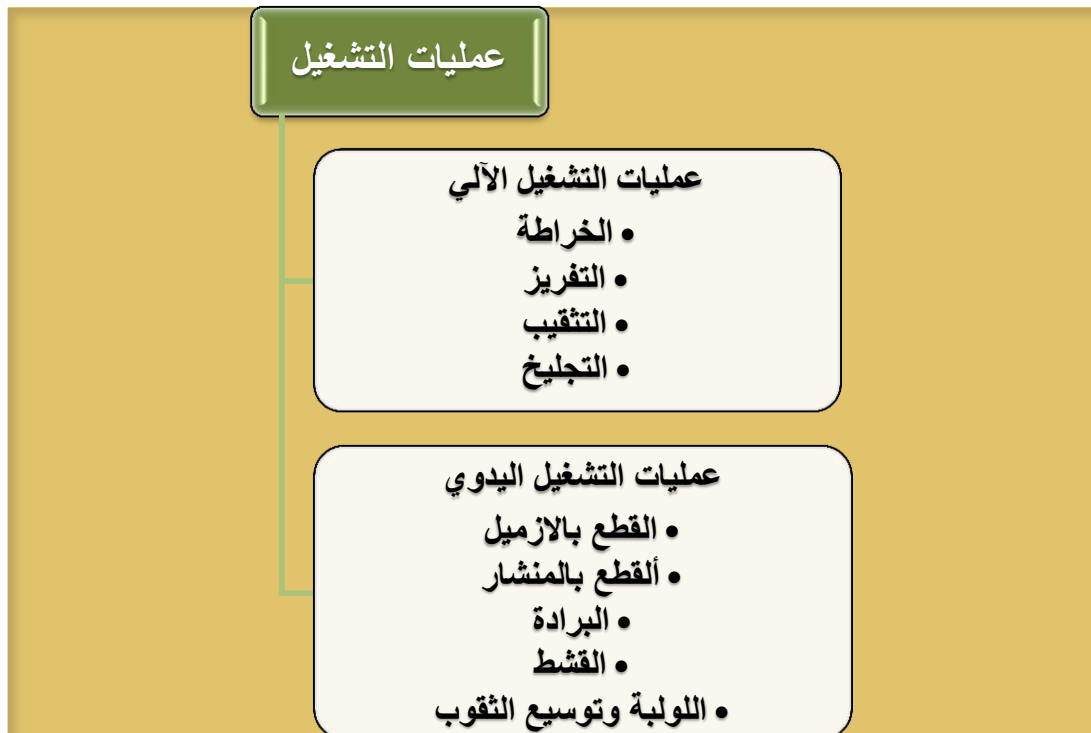 عمليات التشغيل
عمليات التشغيل الآلي
• الخراطة
• التفريز
• التثقيب
• التجليخ
عمليات التشغيل اليدوي
• القطع بالازميل
• ألقطع بالمنشار
• البرادة
• القشط
• اللولبة وتوسيع الثقوب